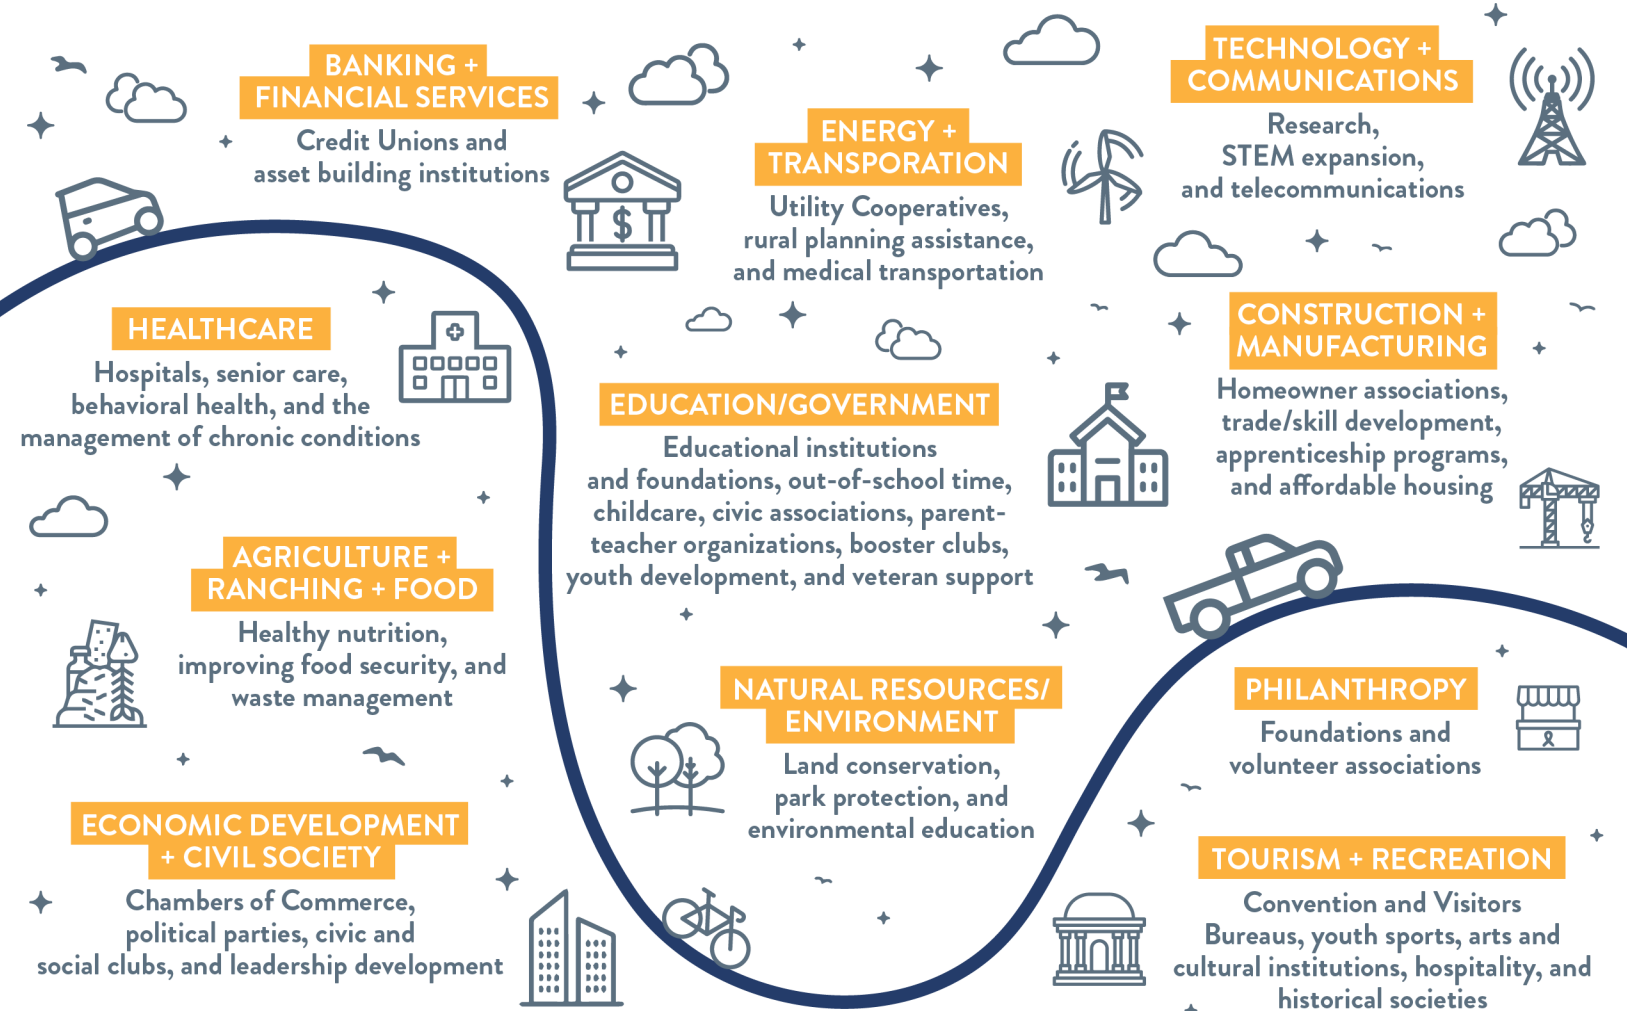 BANKING +
FINANCIAL SERVICES
Credit Unions and
asset building institutions
ENERGY +
TRANSPORATION
Utility Cooperatives,
rural planning assistance,
and medical transportation
TECHNOLOGY +
COMMUNICATIONS
Research,
STEM expansion,
and telecommunications
HEALTHCARE
Hospitals, senior care,
behavioral health, and the
management of chronic conditions
EDUCATION/GOVERNMENT
Educational institutions
and foundations, out-of-school time,
childcare, civic associations, parent-
teacher organizations, booster clubs,
youth development, and veteran support
CONSTRUCTION +
MANUFACTURING
Homeowner associations,
trade/skill development,
apprenticeship programs,
and affordable housing
AGRICULTURE +
RANCHING + FOOD
Healthy nutrition,
improving food security, and
waste management
NATURAL RESOURCES/
ENVIRONMENT
Land conservation,
park protection, and
environmental education
PHILANTHROPY
Foundations and
volunteer associations
ECONOMIC DEVELOPMENT
+ CIVIL SOCIETY
Chambers of Commerce,
political parties, civic and
social clubs, and leadership development
TOURISM + RECREATION
Convention and Visitors
Bureaus, youth sports, arts and
cultural institutions, hospitality, and
historical societies
$